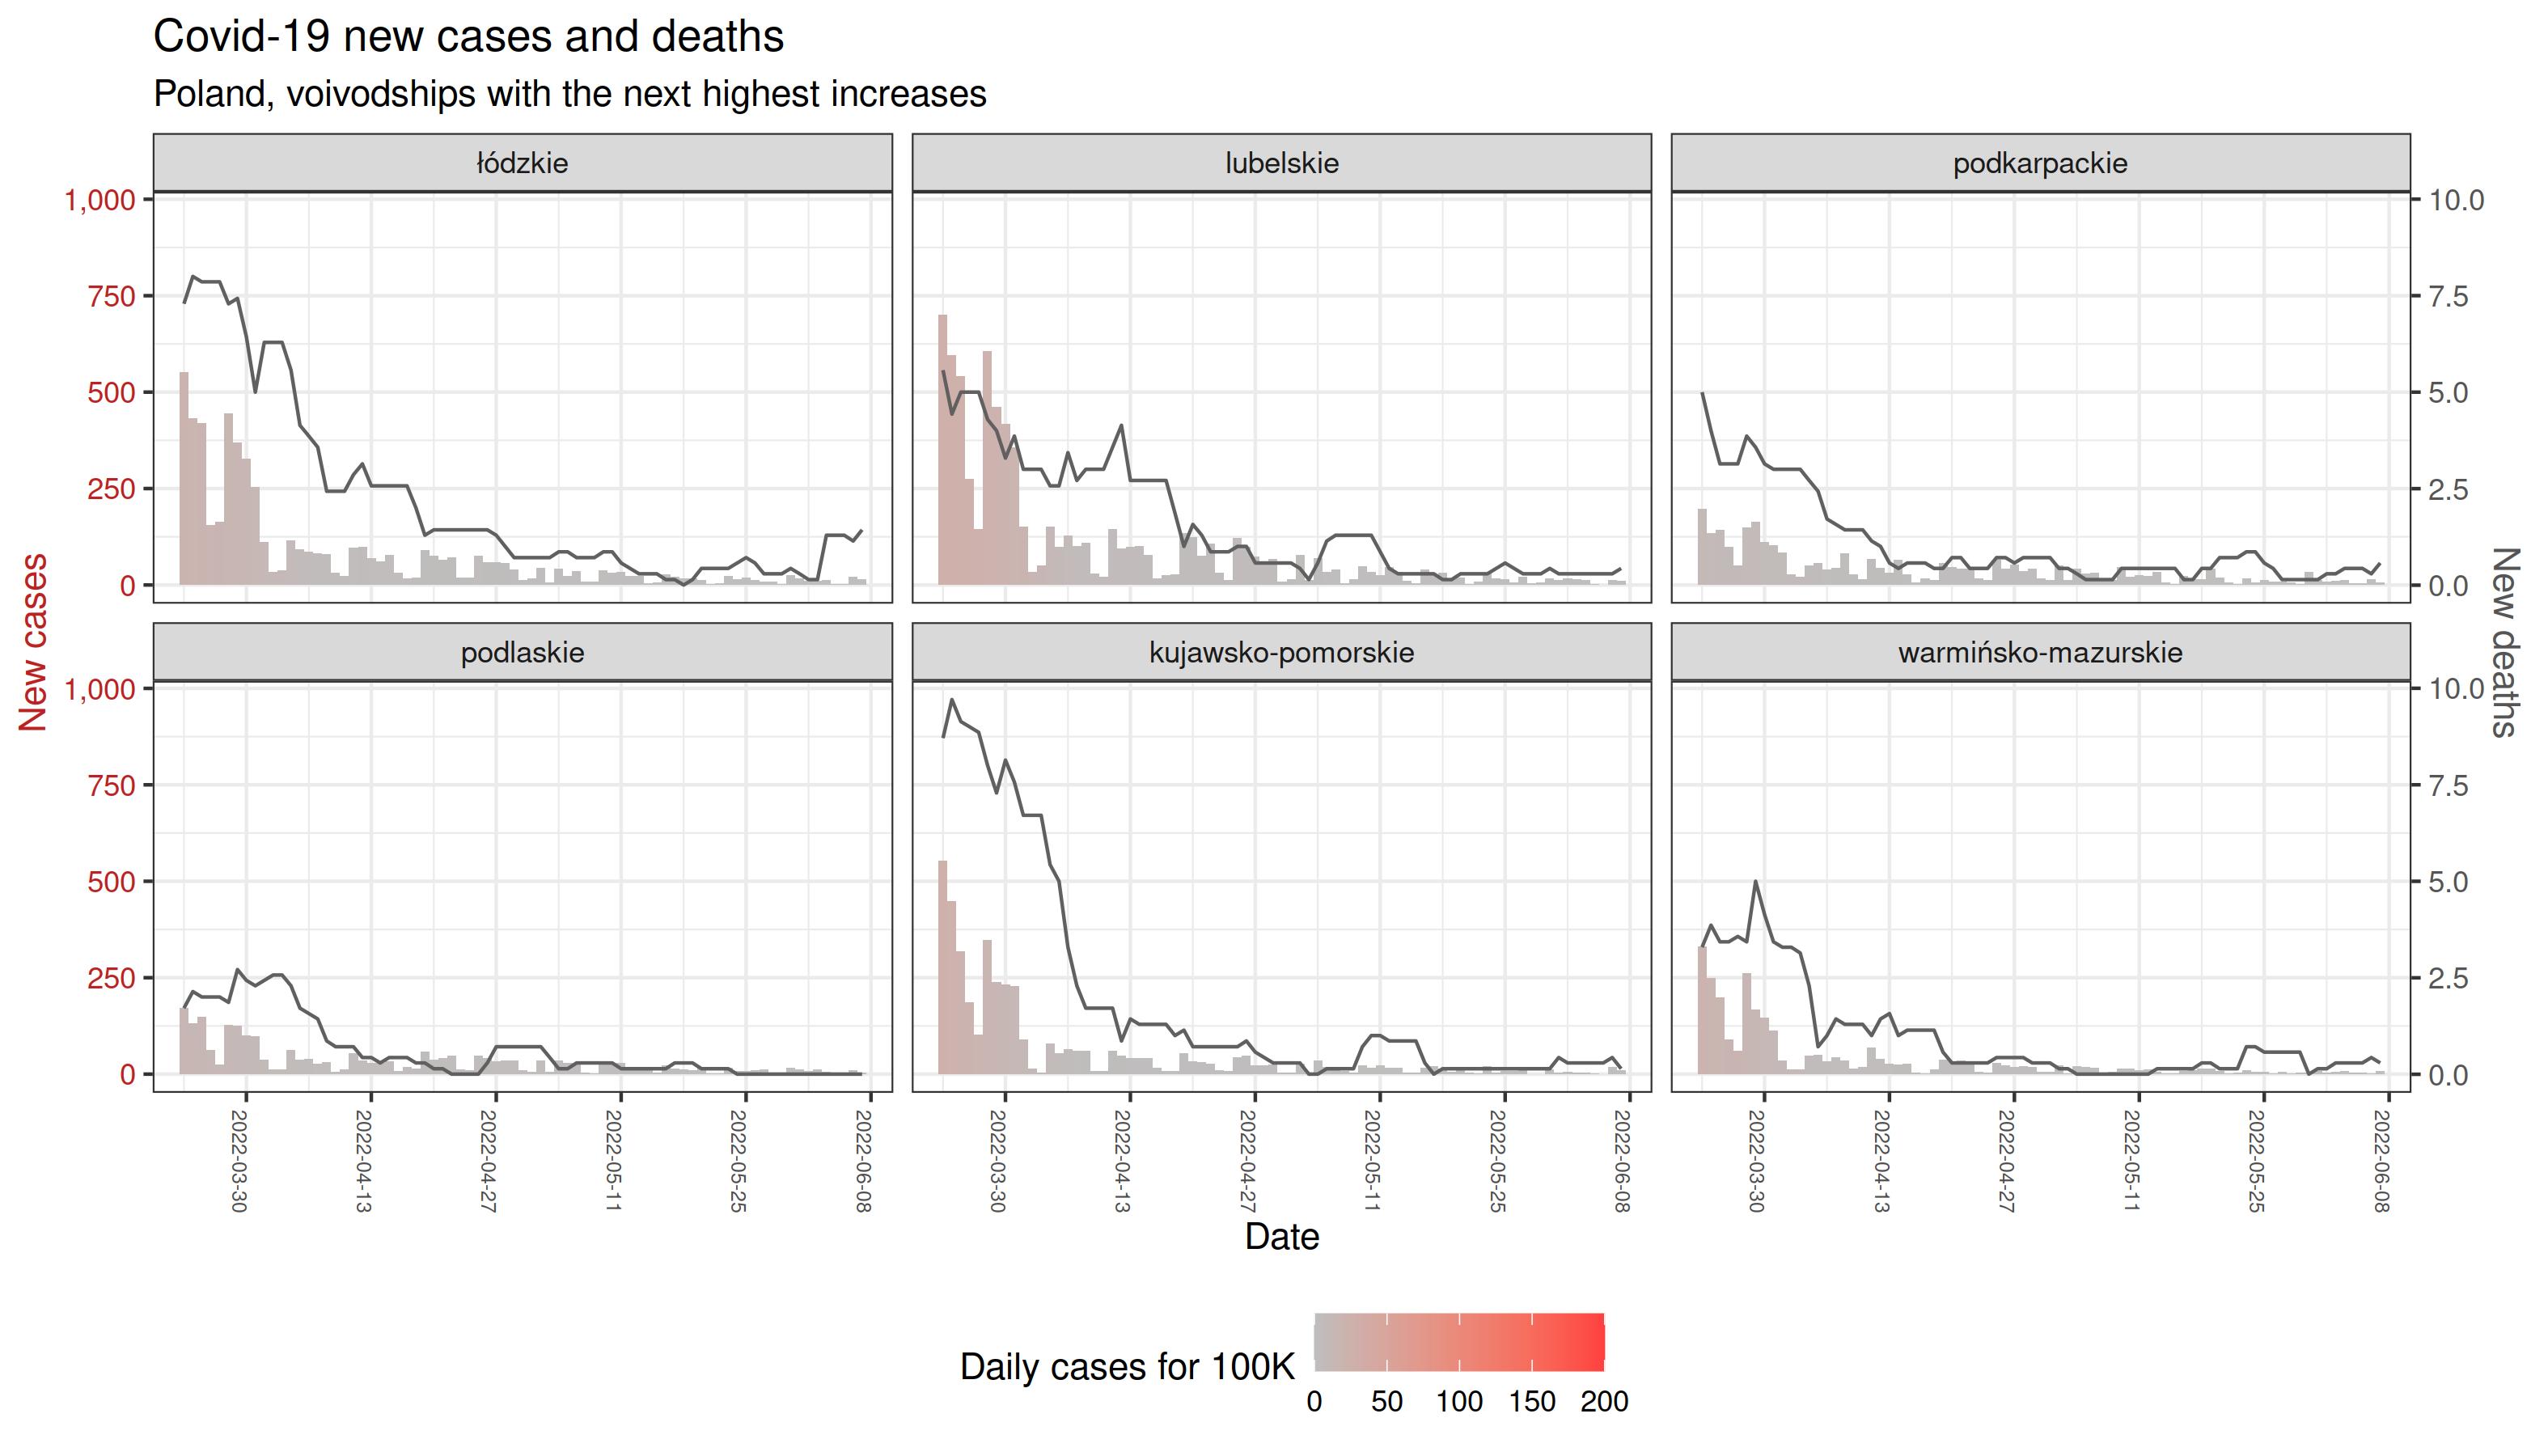 Covid-19 new cases and deaths
Poland, voivodships with the next highest increases
łódzkie
lubelskie
podkarpackie
1,000
750
500
250
0
10.0
7.5
5.0
2.5
0.0
New cases
New deaths
podlaskie
kujawsko-pomorskie
warmińsko-mazurskie
1,000
750
500
250
0
10.0
7.5
5.0
2.5
0.0
2022-03-30
2022-04-13
2022-04-27
2022-05-11
2022-05-25
2022-06-08
2022-03-30
2022-04-13
2022-04-27
2022-05-11
2022-05-25
2022-06-08
2022-03-30
2022-04-13
2022-04-27
2022-05-11
2022-05-25
2022-06-08
Date
Daily cases for 100K
0 50 100 150 200